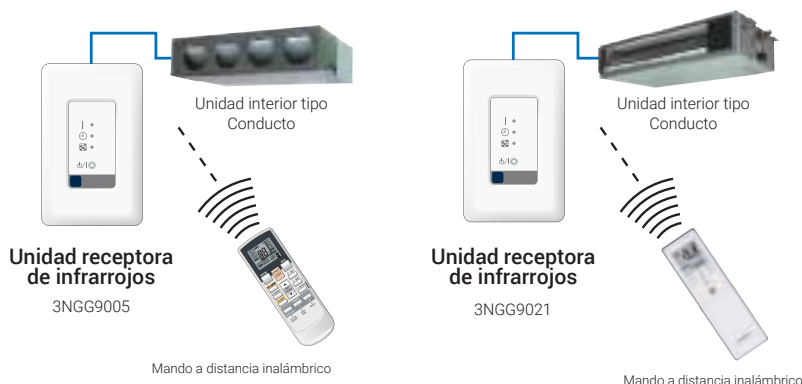 Unidad interior tipo
Conducto
Unidad receptora
de infrarrojos
3NGG9005
Mando a distancia inalámbrico
Unidad interior tipo
Conducto
Unidad receptora
de infrarrojos
3NGG9021
Mando a distancia inalámbrico